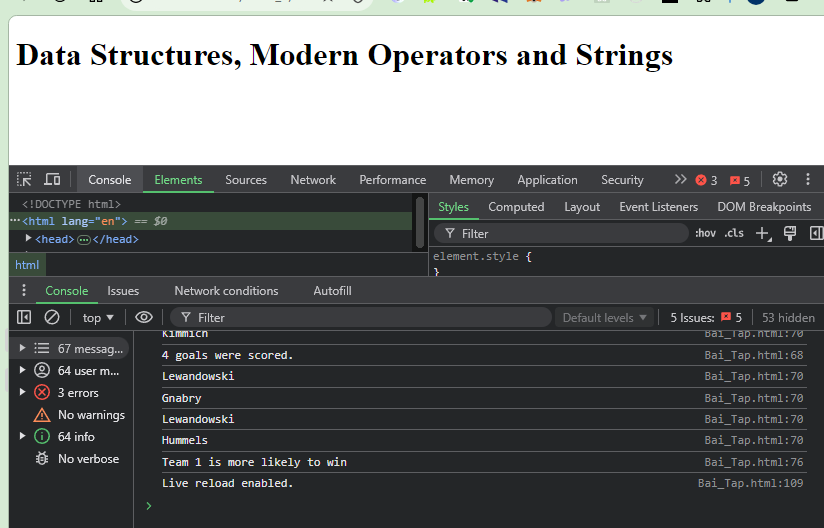 Data Structures, Modern Operators and Strings
Console Elements Sources Network Performance Memory Application Security 3 5
<!DOCTYPE html>
<html lang="en"> == $0
<head> </head>
html
Styles Computed Layout Event Listeners DOM Breakpoints
Filter :hov .cls
element.style {
}
Console Issues Network conditions Autofill
top Filter Default levels 5 Issues: 5 53 hidden
67 messag...
64 user m...
3 errors
No warnings
64 info
No verbose
Kimmich Bai_Tap.html:70
4 goals were scored. Bai_Tap.html:68
Lewandowski Bai_Tap.html:70
Gnabry Bai_Tap.html:70
Lewandowski Bai_Tap.html:70
Hummels Bai_Tap.html:70
Team 1 is more likely to win Bai_Tap.html:76
Live reload enabled. Bai_Tap.html:109